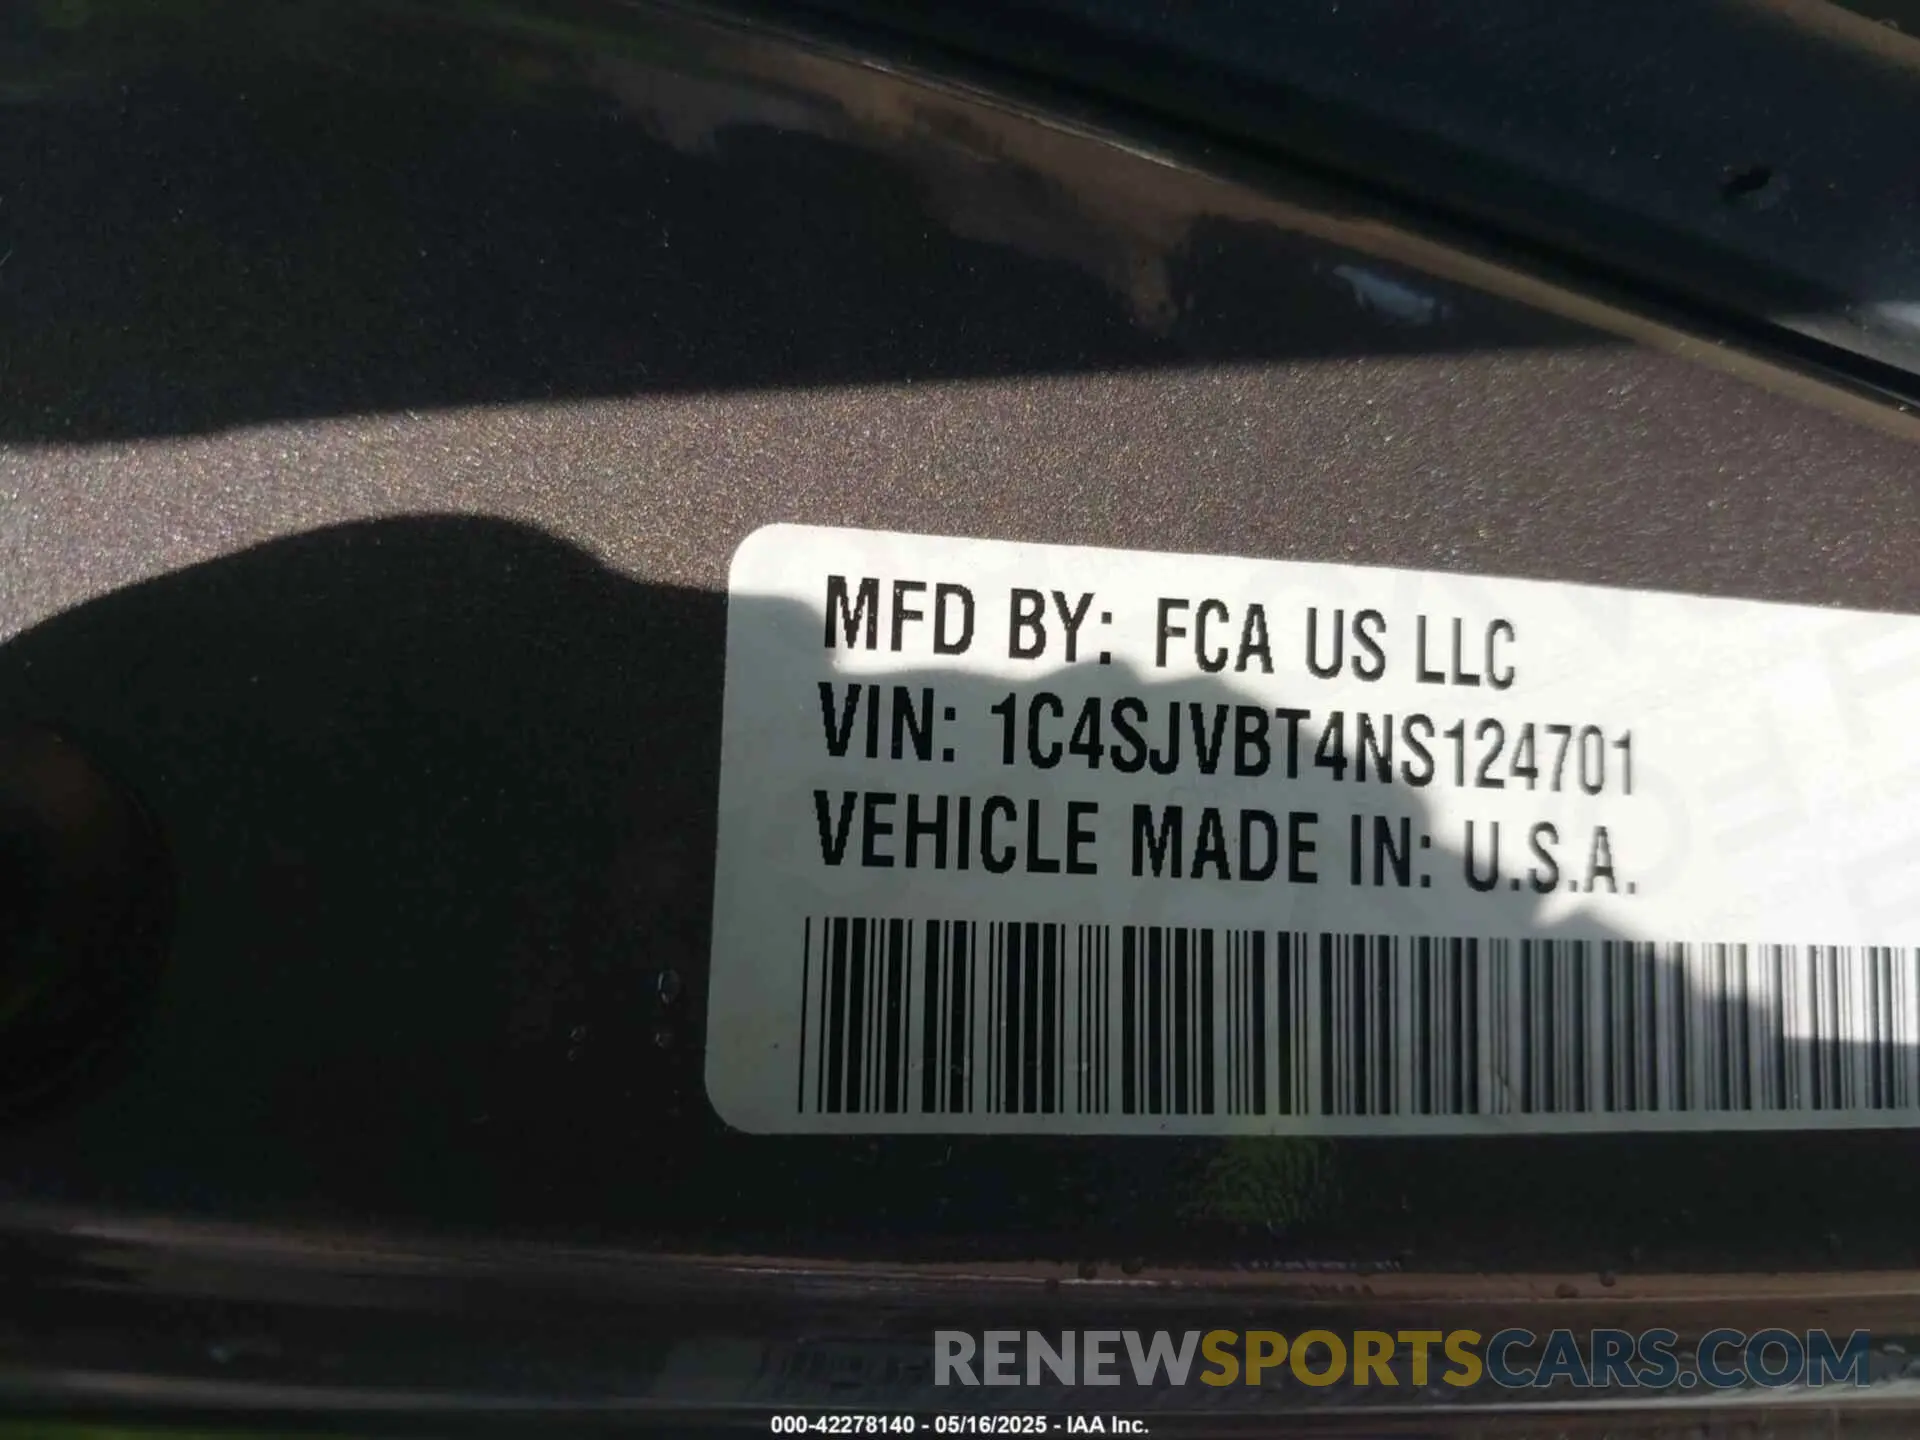 MFD BY: FCA US LLC
VIN: 1C4SJVBT4NS124701
VEHICLE MADE IN: U.S.A.
RENEWSPORTSCARS.COM
000-42278140 - 05/16/2025 - IAA Inc.